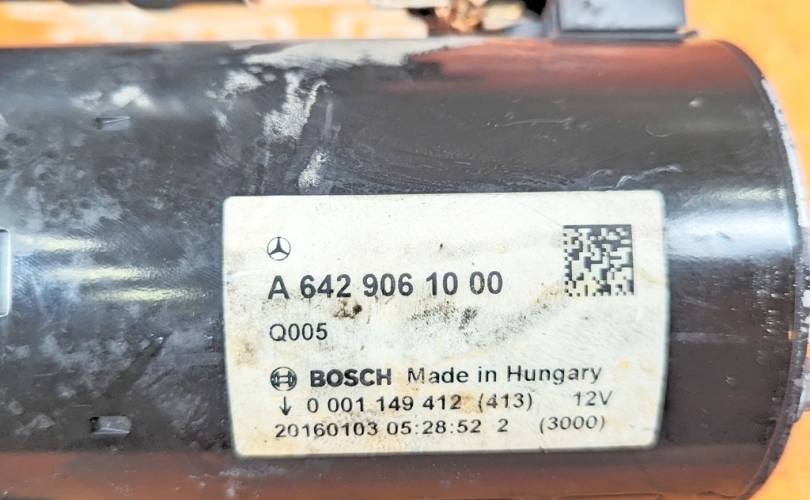 A 642 906 10 00
Q005
BOSCH Made in Hungary
↓ 0 001 149 412 (413) 12V
20160103 05:28:52 2 (3000)